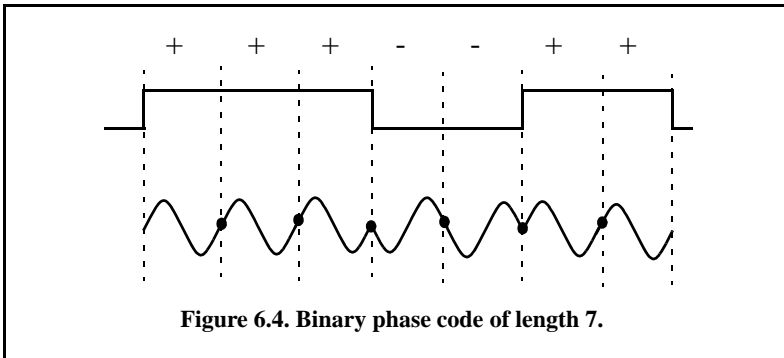 + + + - - + +
Figure 6.4. Binary phase code of length 7.